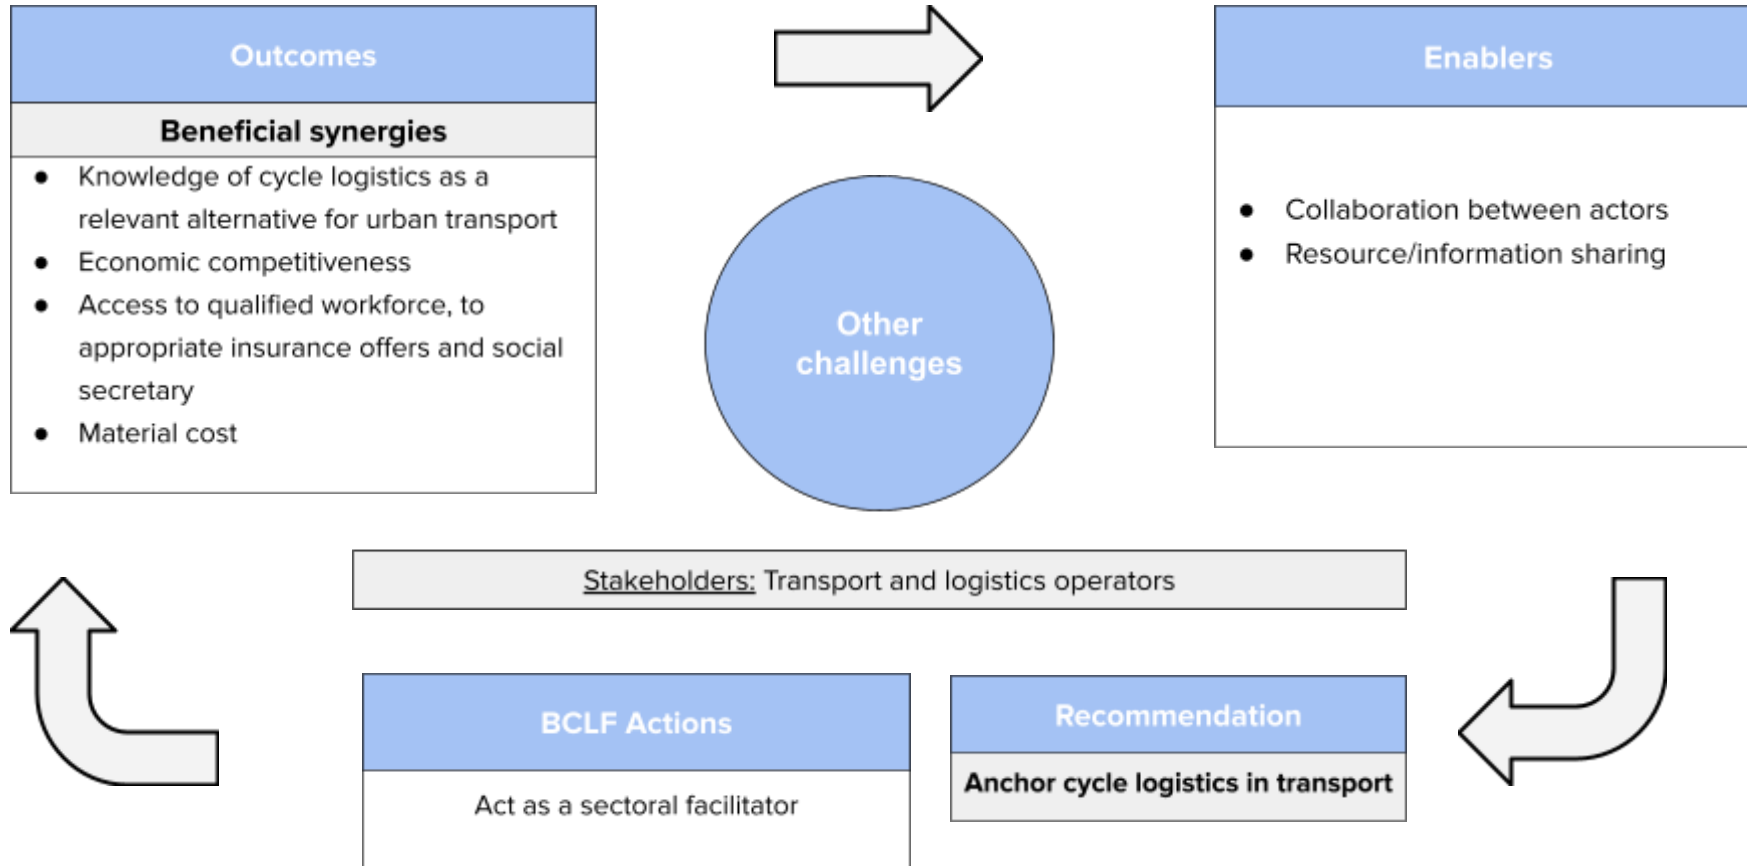 Outcomes
Beneficial synergies
● Knowledge of cycle logistics as a
relevant alternative for urban transport
● Economic competitiveness
● Access to qualified workforce, to
appropriate insurance offers and social
secretary
● Material cost
Other
challenges
Enablers
● Collaboration between actors
● Resource/information sharing
Stakeholders: Transport and logistics operators
BCLF Actions
Act as a sectoral facilitator
Recommendation
Anchor cycle logistics in transport